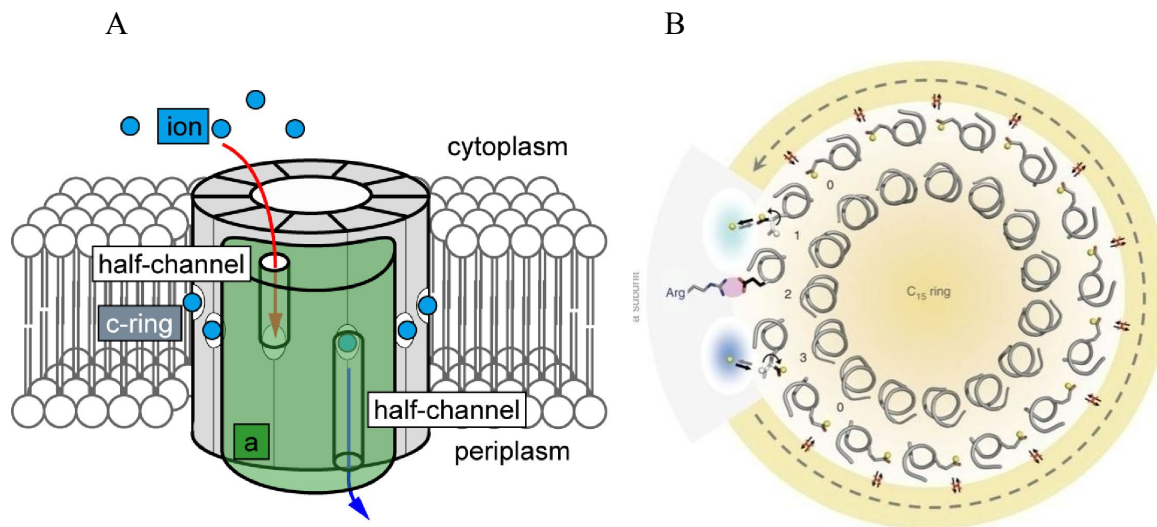 A
B
ion
cytoplasm
half-channel
c-ring
half-channel
a
periplasm
a subunit
0
1
Arg
2
C15 ring
3
0